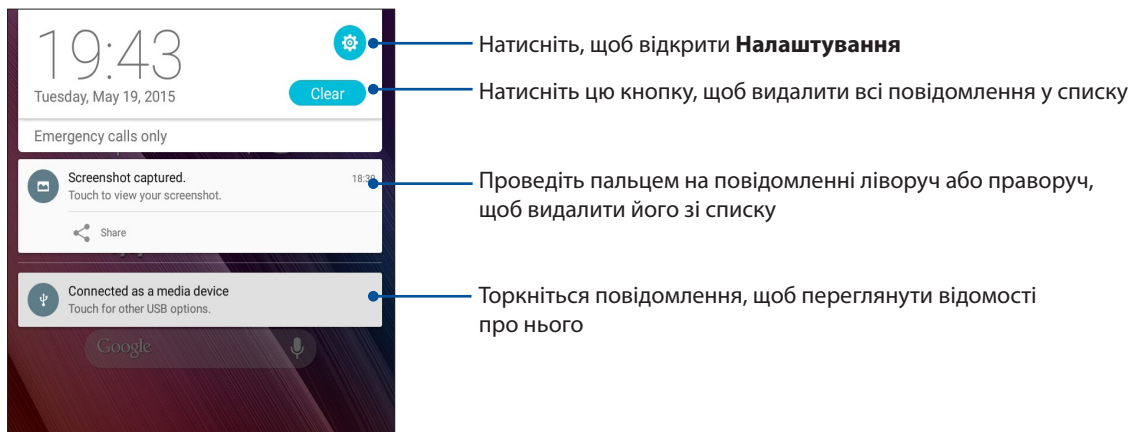 19:43
Tuesday, May 19, 2015
Clear
Emergency calls only
Screenshot captured.
18:39
Touch to view your screenshot.
Share
Connected as a media device
Touch for other USB options.
Google
Натисніть, щоб відкрити Налаштування
Натисніть цю кнопку, щоб видалити всі повідомлення у списку
Проведіть пальцем на повідомленні ліворуч або праворуч,
щоб видалити його зі списку
Торкніться повідомлення, щоб переглянути відомості
про нього